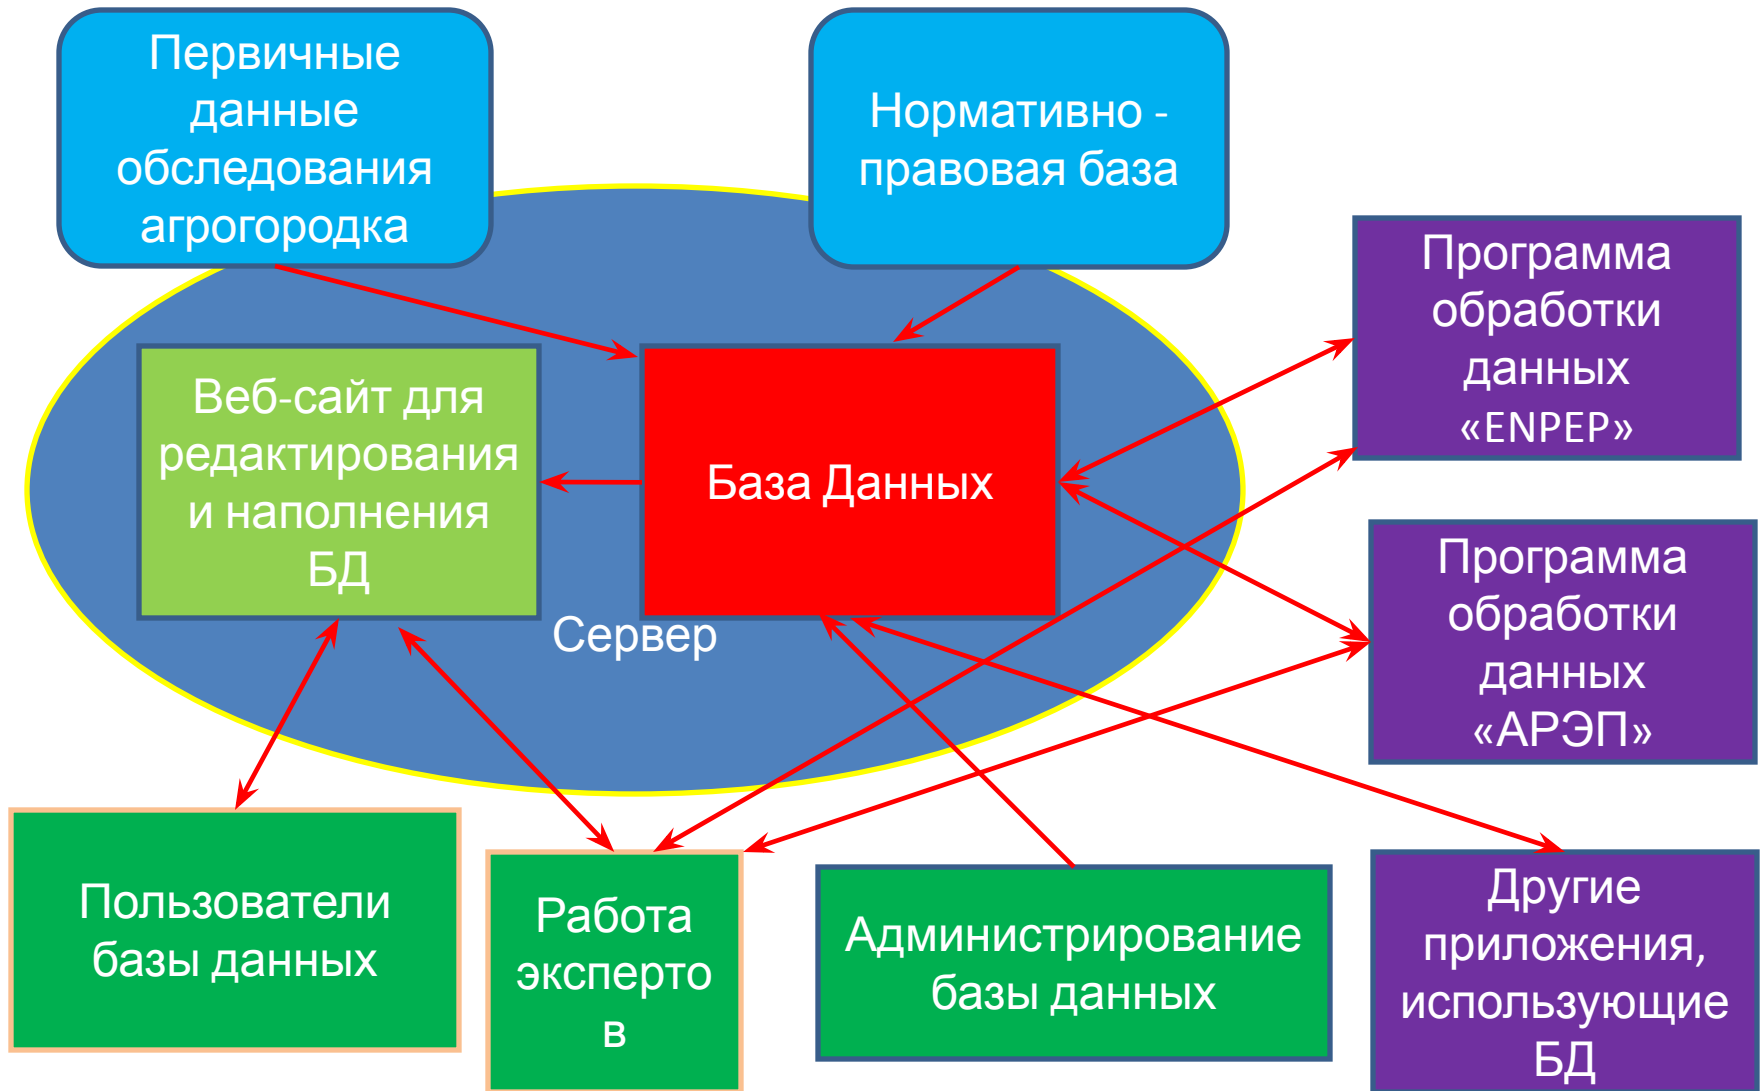 Первичные
данные
обследования
агрогородка
Нормативно -
правовая база
Программа
обработки
данных
«ENPEP»
Веб-сайт для
редактирования
и наполнения
БД
База Данных
Сервер
Программа
обработки
данных
«АРЭП»
Пользователи
базы данных
Работа
эксперто
в
Администрирование
базы данных
Другие
приложения,
использующие
БД